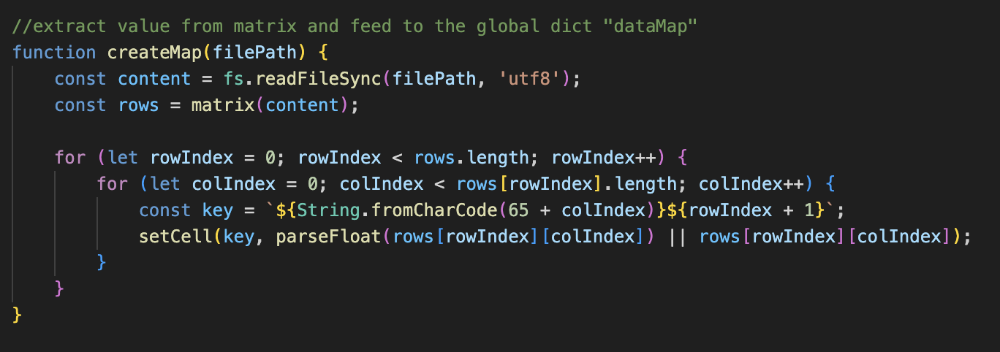 //extract value from matrix and feed to the global dict "dataMap"
function createMap(filePath) {
    const content = fs.readFileSync(filePath, 'utf8');
    const rows = matrix(content);

    for (let rowIndex = 0; rowIndex < rows.length; rowIndex++) {
        for (let colIndex = 0; colIndex < rows[rowIndex].length; colIndex++) {
            const key = `${String.fromCharCode(65 + colIndex)}${rowIndex + 1}`;
            setCell(key, parseFloat(rows[rowIndex][colIndex]) || rows[rowIndex][colIndex]);
        }
    }
}